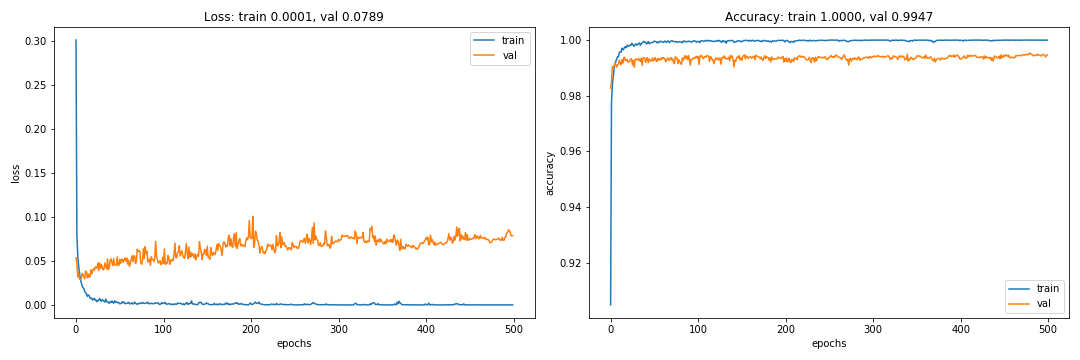 Loss: train 0.0001, val 0.0789
train
val
0.30
0.25
0.20
0.15
0.10
0.05
0.00
loss
0
100
200
300
400
500
epochs
Accuracy: train 1.0000, val 0.9947
1.00
0.98
0.96
0.94
0.92
accuracy
train
val
0
100
200
300
400
500
epochs